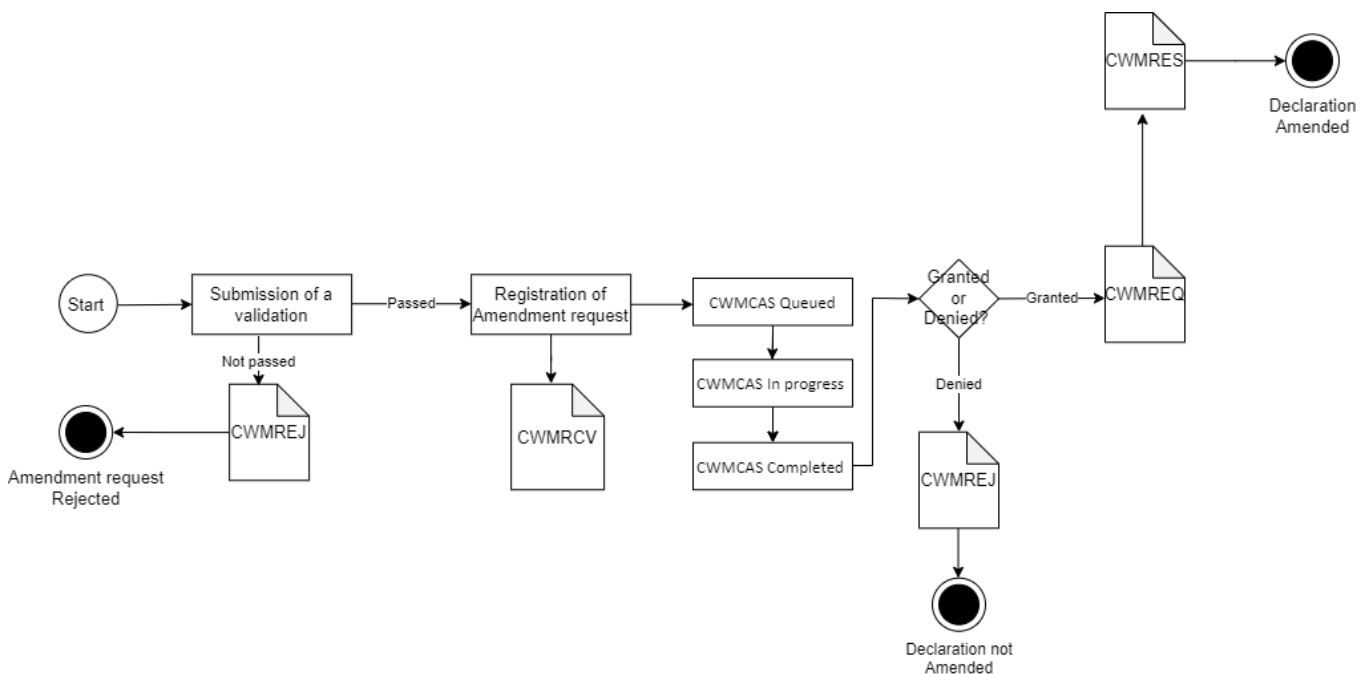 CWMRES
Declaration
Amended
Start
Submission of a
validation
Passed
Registration of
Amendment request
CWMCAS Queued
Granted
or
Denied?
Granted
CWMREQ
Not passed
CWMREJ
Amendment request
Rejected
CWMRCV
CWMCAS In progress
CWMCAS Completed
Denied
CWMREJ
Declaration not
Amended